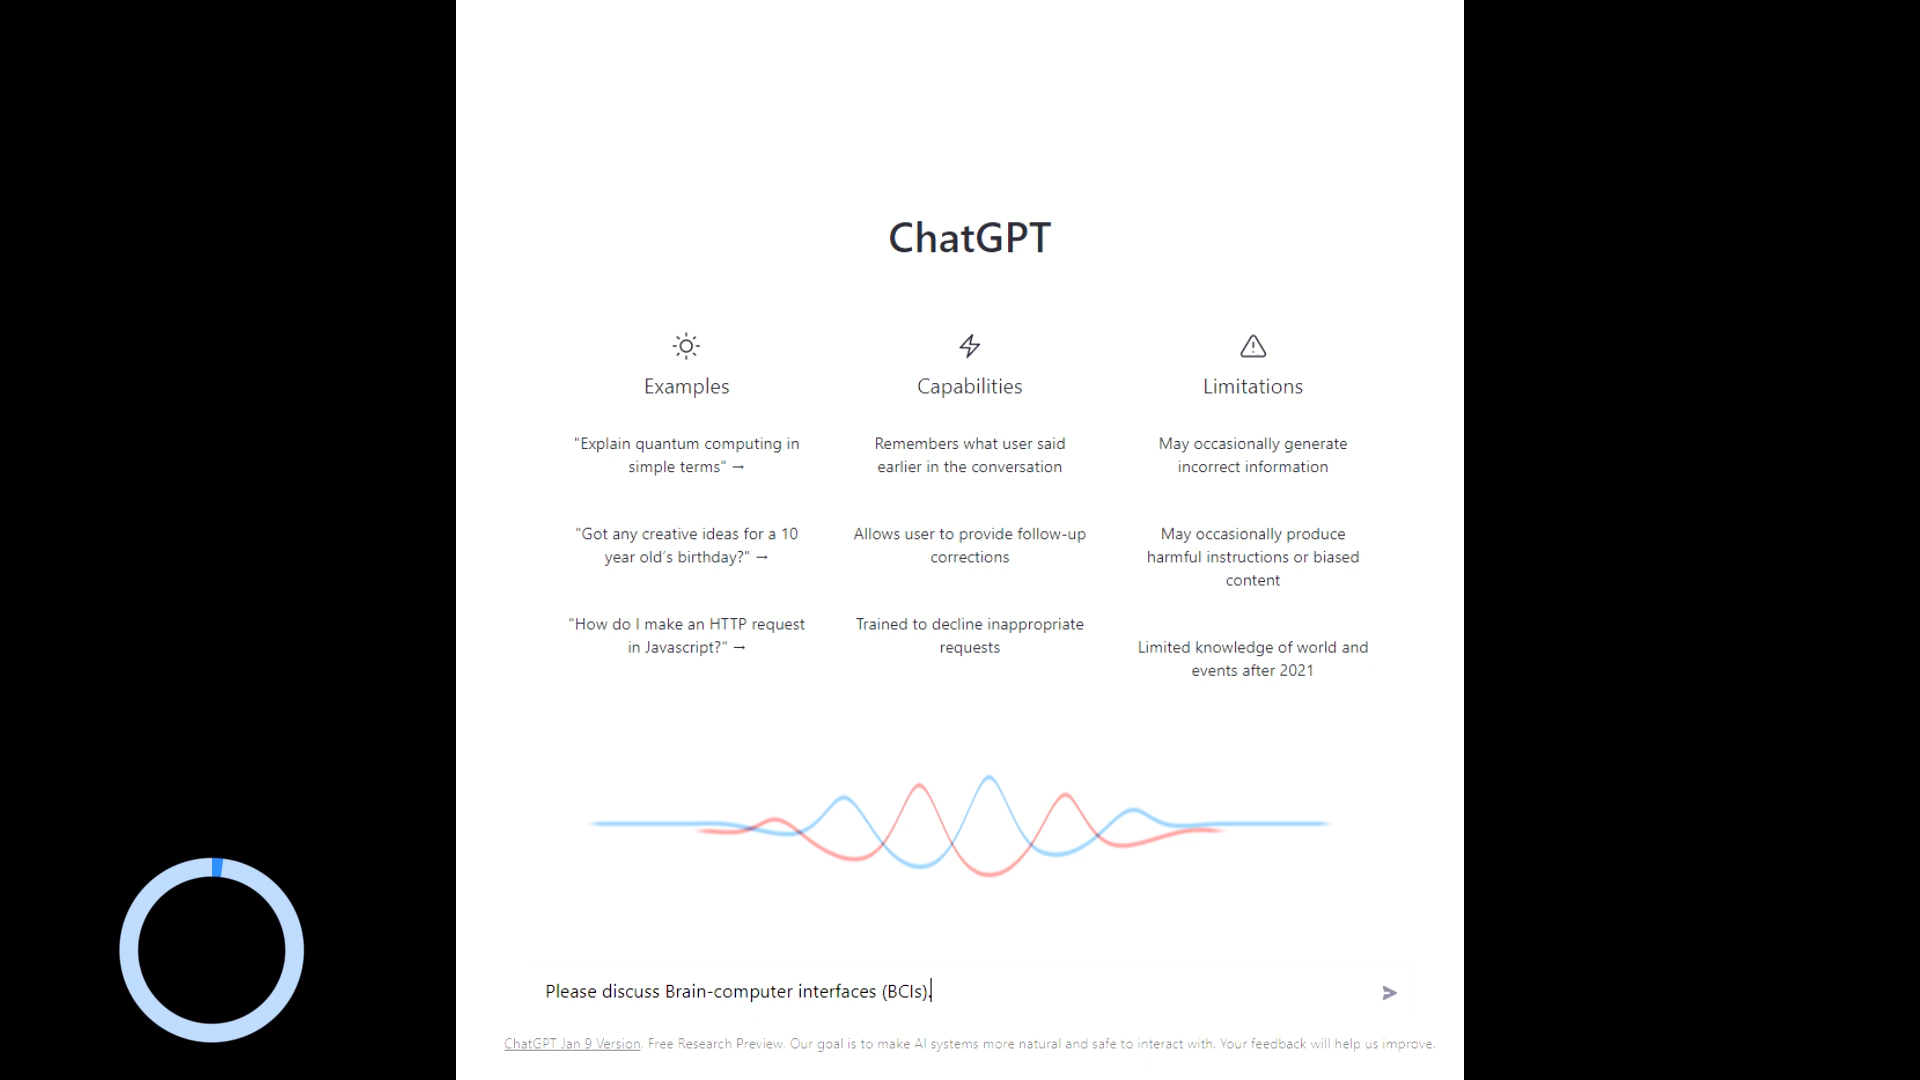 ChatGPT
Examples
"Explain quantum computing in
simple terms" →
"Got any creative ideas for a 10
year old's birthday?" →
"How do I make an HTTP request
in Javascript?" →
Capabilities
Remembers what user said
earlier in the conversation
Allows user to provide follow-up
corrections
Trained to decline inappropriate
requests
Limitations
May occasionally generate
incorrect information
May occasionally produce
harmful instructions or biased
content
Limited knowledge of world and
events after 2021
Please discuss Brain-computer interfaces (BCIs).
ChatGPT Jan 9 Version. Free Research Preview. Our goal is to make AI systems more natural and safe to interact with. Your feedback will help us improve.